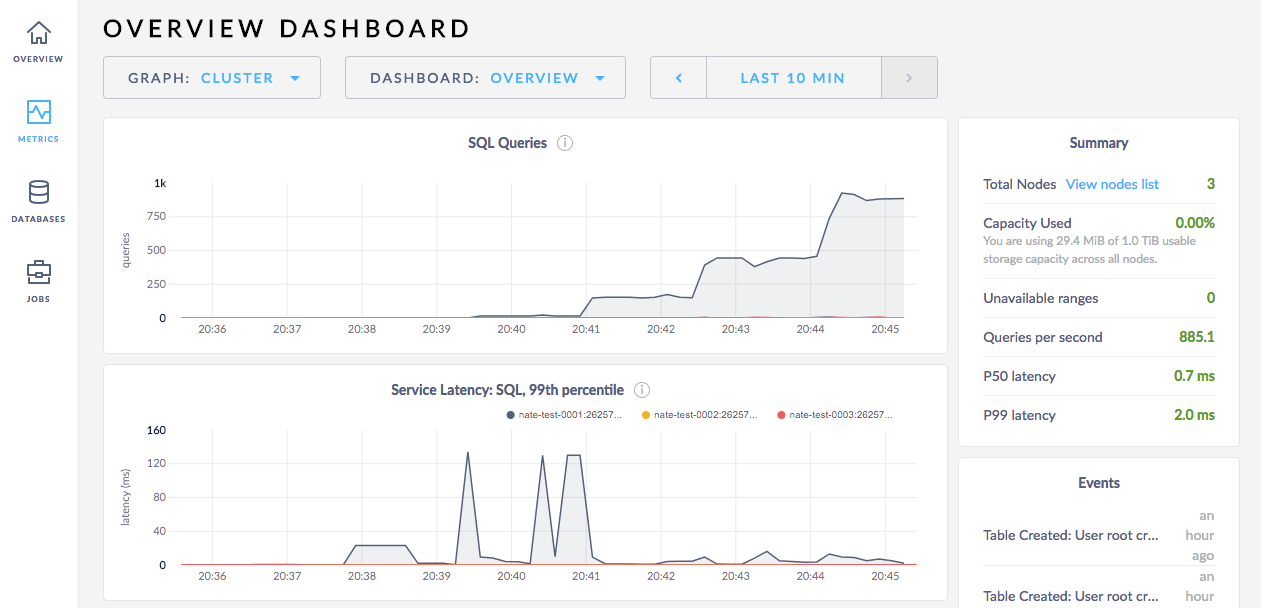 OVERVIEW
METRICS
DATABASES
JOBS
OVERVIEW DASHBOARD
GRAPH: CLUSTER
DASHBOARD: OVERVIEW
LAST 10 MIN
SQL Queries
queries
1k
750
500
250
0
20:36 20:37 20:38 20:39 20:40 20:41 20:42 20:43 20:44 20:45
Service Latency: SQL, 99th percentile
nate-test-0001:26257... nate-test-0002:26257... nate-test-0003:26257...
latency (ms)
160
120
80
40
0
20:36 20:37 20:38 20:39 20:40 20:41 20:42 20:43 20:44 20:45
Summary
Total Nodes View nodes list 3
Capacity Used 0.00%
You are using 29.4 MiB of 1.0 TiB usable
storage capacity across all nodes.
Unavailable ranges 0
Queries per second 885.1
P50 latency 0.7 ms
P99 latency 2.0 ms
Events
Table Created: User root cr... an
hour
ago
Table Created: User root cr... an
hour